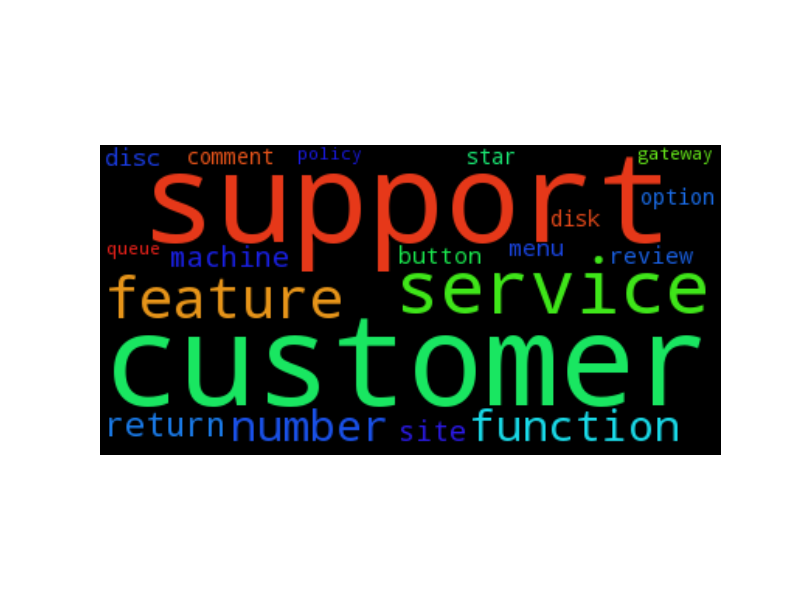 disc comment policy star gateway
support
option
disk
queue machine button menu review
feature service
customer
return number site function